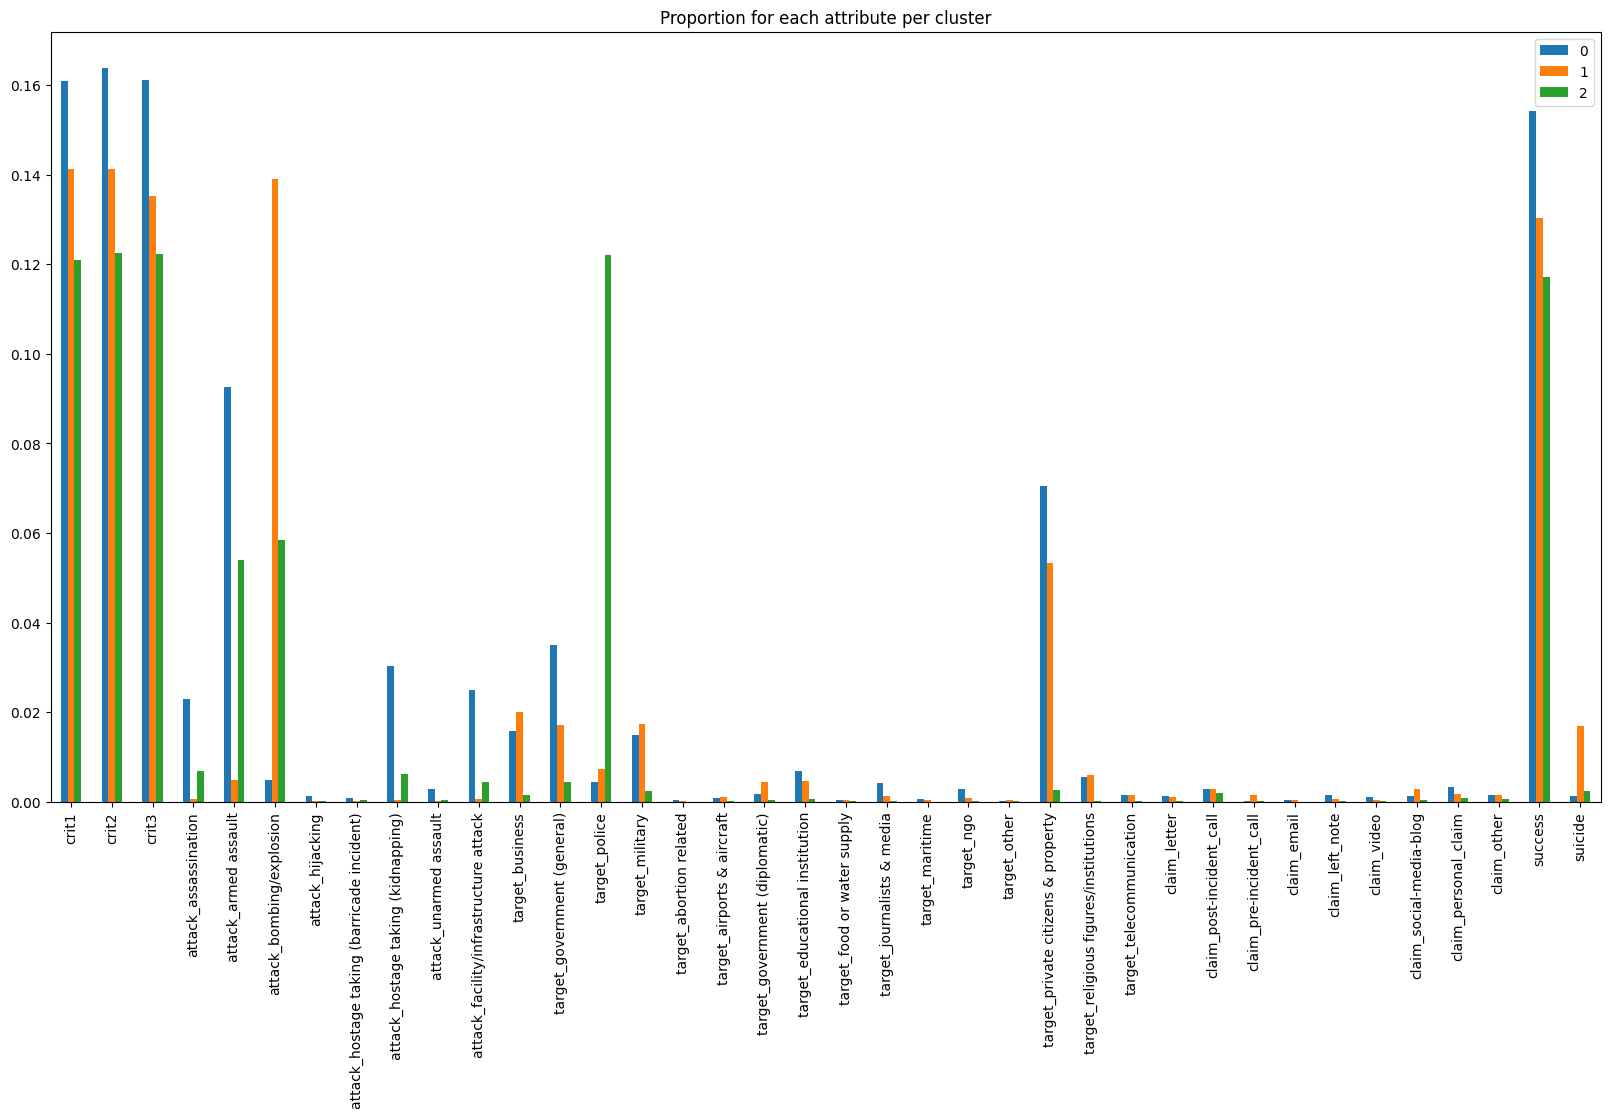 Proportion for each attribute per cluster
0
1
2
0.16
0.14
0.12
0.10
0.08
0.06
0.04
0.02
0.00
crit1
crit2
crit3
attack_assassination
attack_armed assault
attack_bombing/explosion
attack_hijacking
attack_hostage taking (barricade incident)
attack_hostage taking (kidnapping)
attack_unarmed assault
attack_facility/infrastructure attack
target_business
target_government (general)
target_police
target_military
target_abortion related
target_airports & aircraft
target_government (diplomatic)
target_educational institution
target_food or water supply
target_journalists & media
target_maritime
target_ngo
target_other
target_private citizens & property
target_religious figures/institutions
target_telecommunication
claim_letter
claim_post-incident_call
claim_pre-incident_call
claim_email
claim_left_note
claim_video
claim_social-media-blog
claim_personal_claim
claim_other
success
suicide